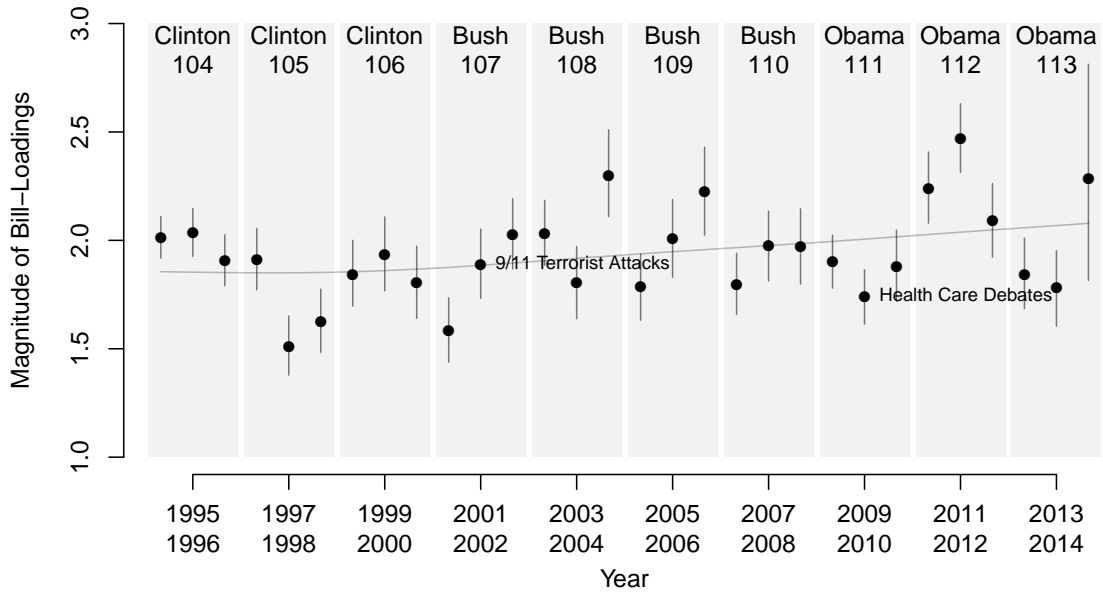 Clinton Clinton Clinton Bush Bush Bush Bush Obama Obama Obama
104 105 106 107 108 109 110 111 112 113
Magnitude of Bill−Loadings
3.0
2.5
2.0
1.5
1.0
9/11 Terrorist Attacks
Health Care Debates
1995 1997 1999 2001 2003 2005 2007 2009 2011 2013
1996 1998 2000 2002 2004 2006 2008 2010 2012 2014
Year